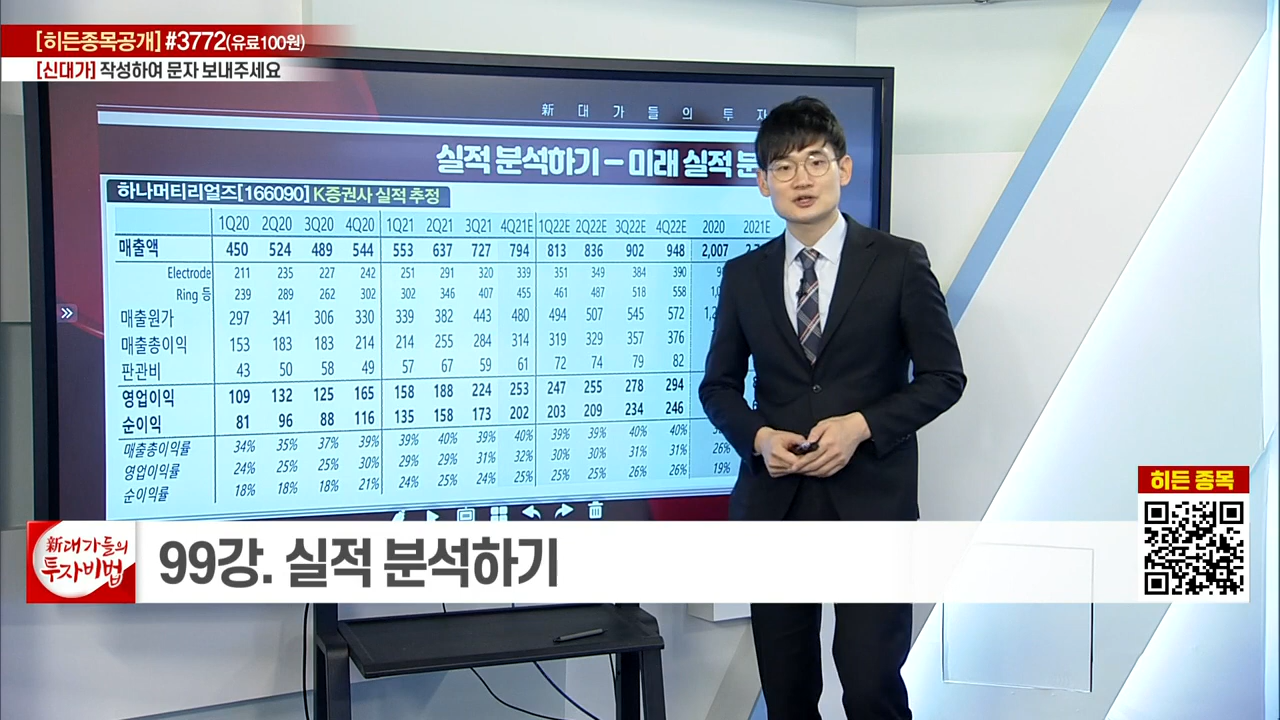 [히든종목공개] #3772(유료100원)
[신대가] 작성하여 문자 보내주세요
新 대 가 들 의 투 자
실적 분석하기 – 미래 실적 분
하나머티리얼즈[166090] K증권사 실적 추정
1Q20 2Q20 3Q20 4Q20 1Q21 2Q21 3Q21 4Q21E 1Q22E 2Q22E 3Q22E 4Q22E 2020 2021E
매출액 450 524 489 544 553 637 727 794 813 836 902 948 2,007
Electrode 211 235 227 242 251 291 320 339 351 349 384 390
Ring 등 239 289 262 302 302 346 407 455 461 487 518 558
매출원가 297 341 306 330 339 382 443 480 494 507 545 572
매출총이익 153 183 183 214 214 255 284 314 319 329 357 376
판관비 43 50 58 49 57 67 59 61 72 74 79 82
영업이익 109 132 125 165 158 188 224 253 247 255 278 294
순이익 81 96 88 116 135 158 173 202 203 209 234 246
매출총이익률 34% 35% 37% 39% 39% 40% 39% 40% 39% 39% 40% 40%
영업이익률 24% 25% 25% 30% 29% 29% 31% 32% 30% 30% 31% 31% 26%
순이익률 18% 18% 18% 21% 24% 25% 24% 25% 25% 25% 26% 26% 19%
히든 종목
新대가들의
투자비법
99강. 실적 분석하기